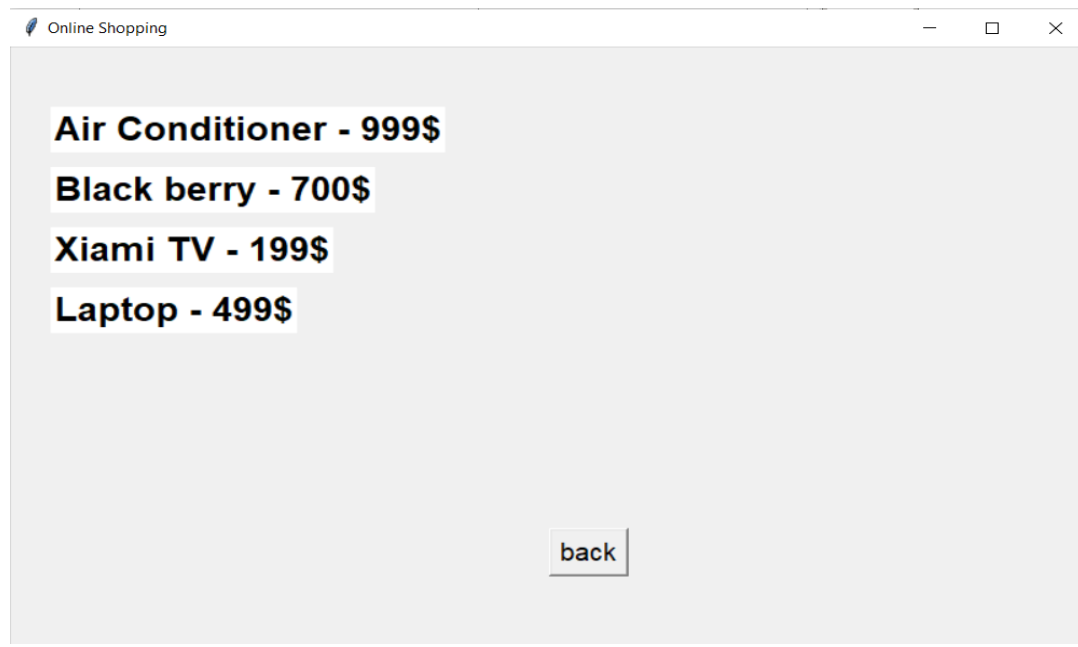 Online Shopping
Air Conditioner - 999$
Black berry - 700$
Xiami TV - 199$
Laptop - 499$
back